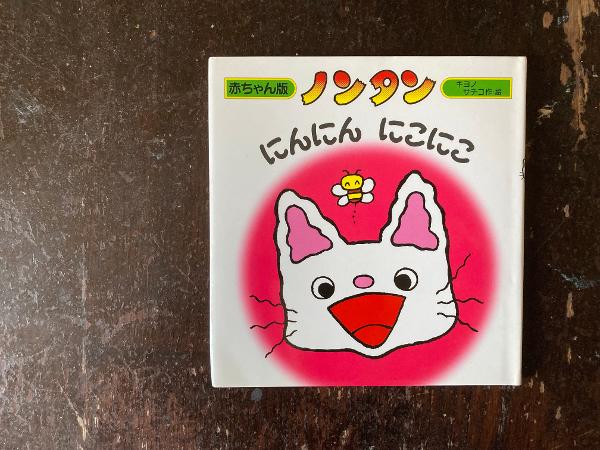 赤ちゃん版
ノンタン
キヨノ
サチコ作・絵
にんにん にこにこ